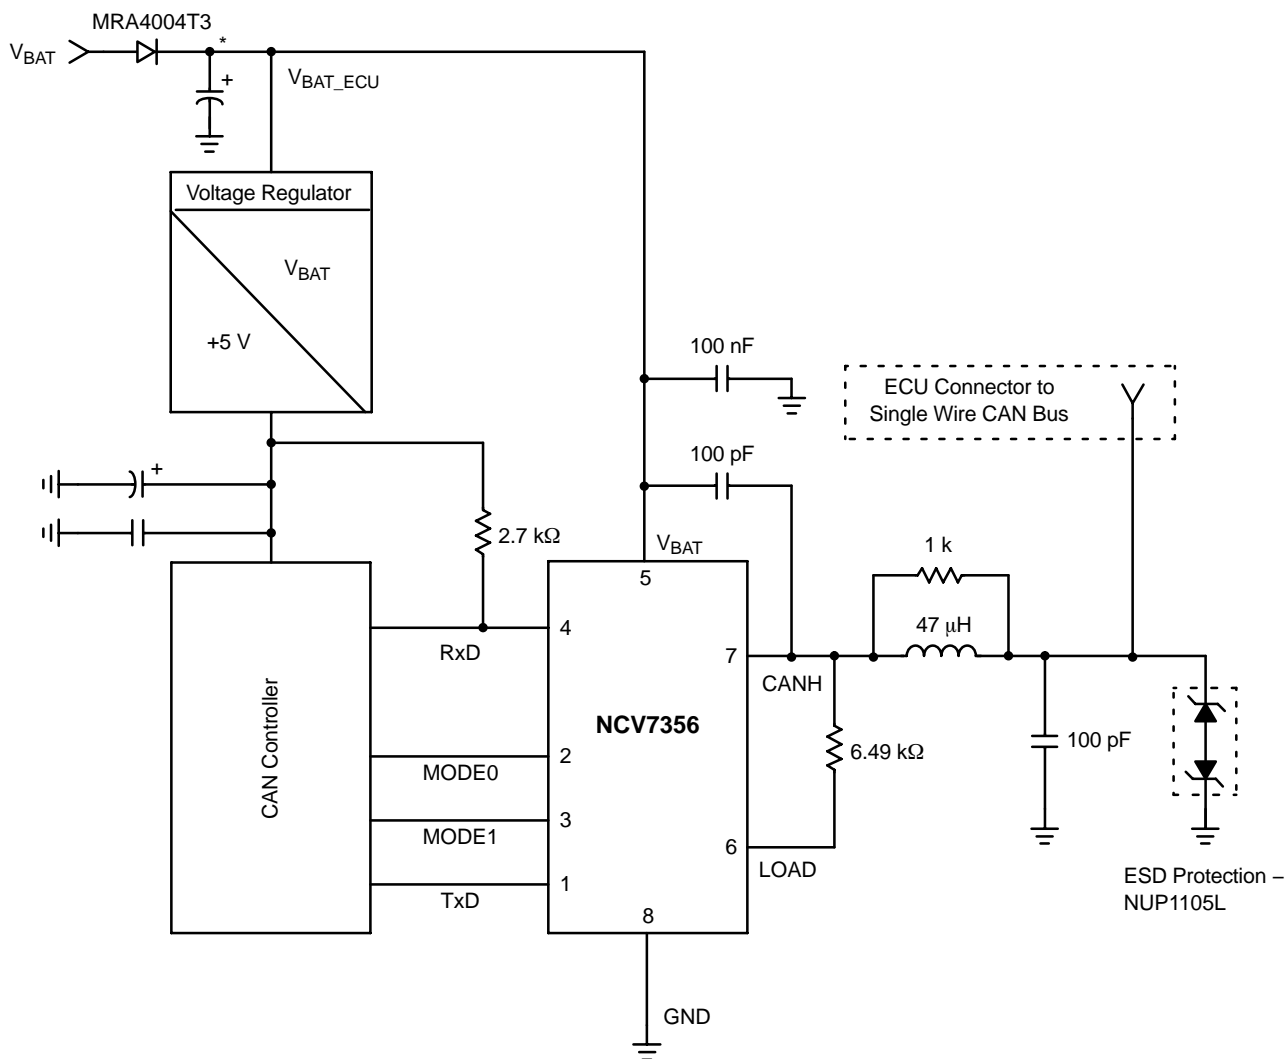 MRA4004T3
*
VBAT
+
VBAT_ECU
Voltage Regulator
VBAT
+5 V
100 nF
ECU Connector to
Single Wire CAN Bus
100 pF
+
2.7 kΩ
VBAT
5
1 k
47 μH
4
RxD
7
CANH
CAN Controller
NCV7356
6.49 kΩ
100 pF
2
MODE0
3
MODE1
6
LOAD
1
TxD
8
ESD Protection –
NUP1105L
GND